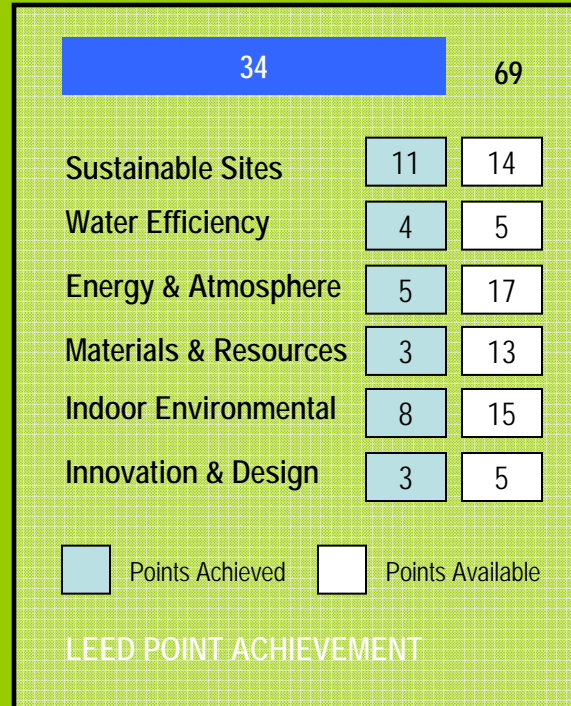 34 69
Sustainable Sites 11 14
Water Efficiency 4 5
Energy & Atmosphere 5 17
Materials & Resources 3 13
Indoor Environmental 8 15
Innovation & Design 3 5
Points Achieved Points Available
LEED POINT ACHIEVEMENT